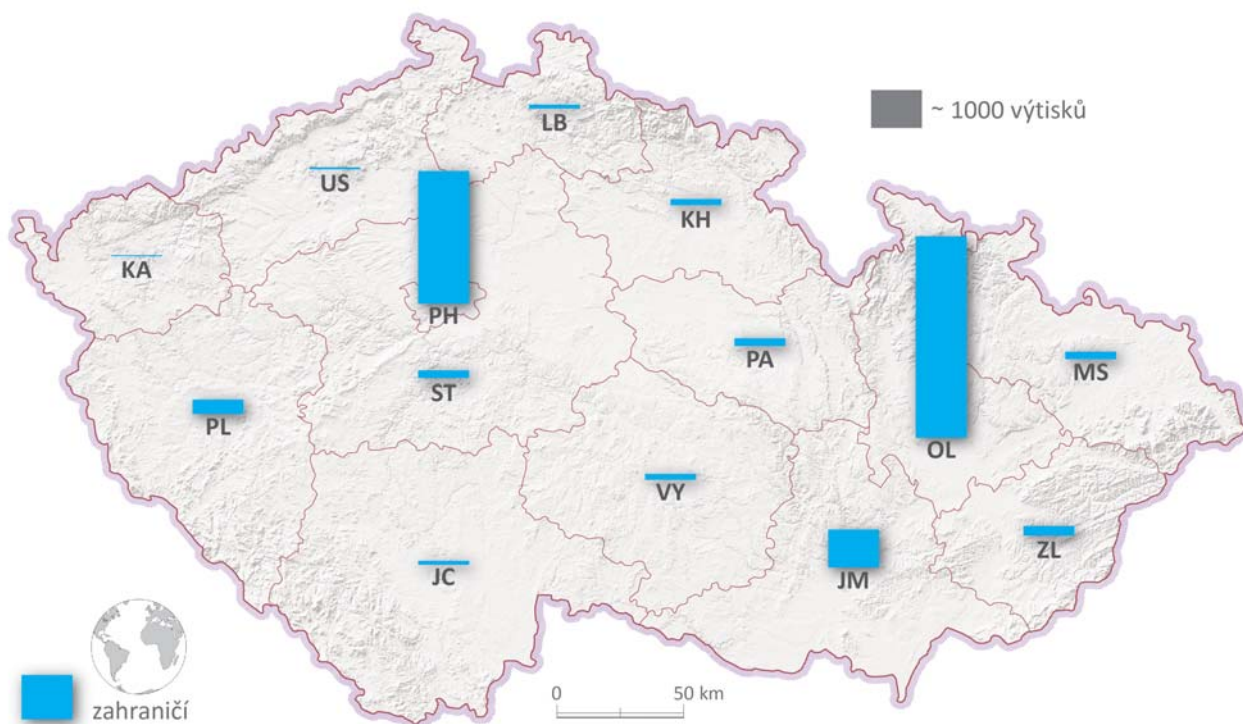 LB
~ 1000 výtisků
US
KH
KA
PH
PA
MS
ST
PL
OL
VY
ZL
JC
JM
0 50 km
zahraničí